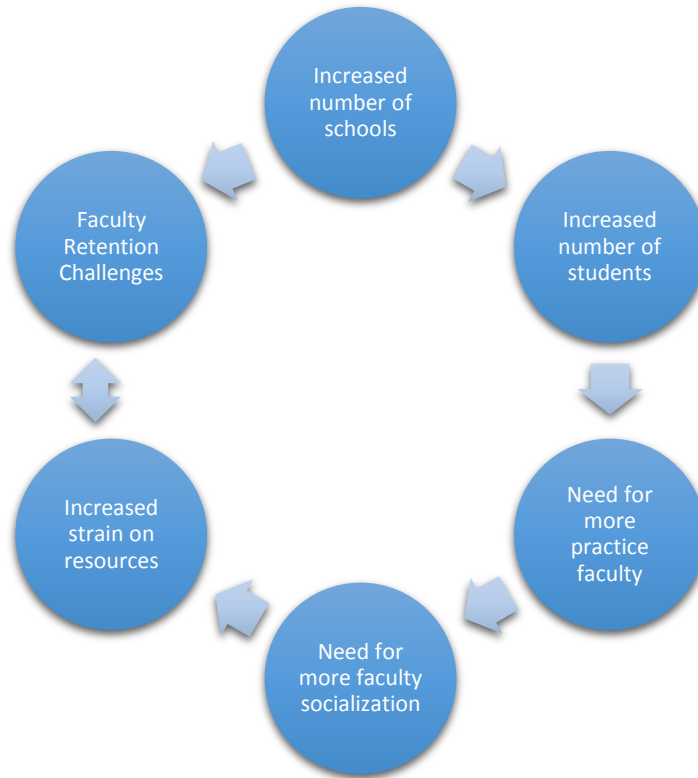 Increased
number of
schools
Increased
number of
students
Need for
more
practice
faculty
Need for
more faculty
socialization
Increased
strain on
resources
Faculty
Retention
Challenges